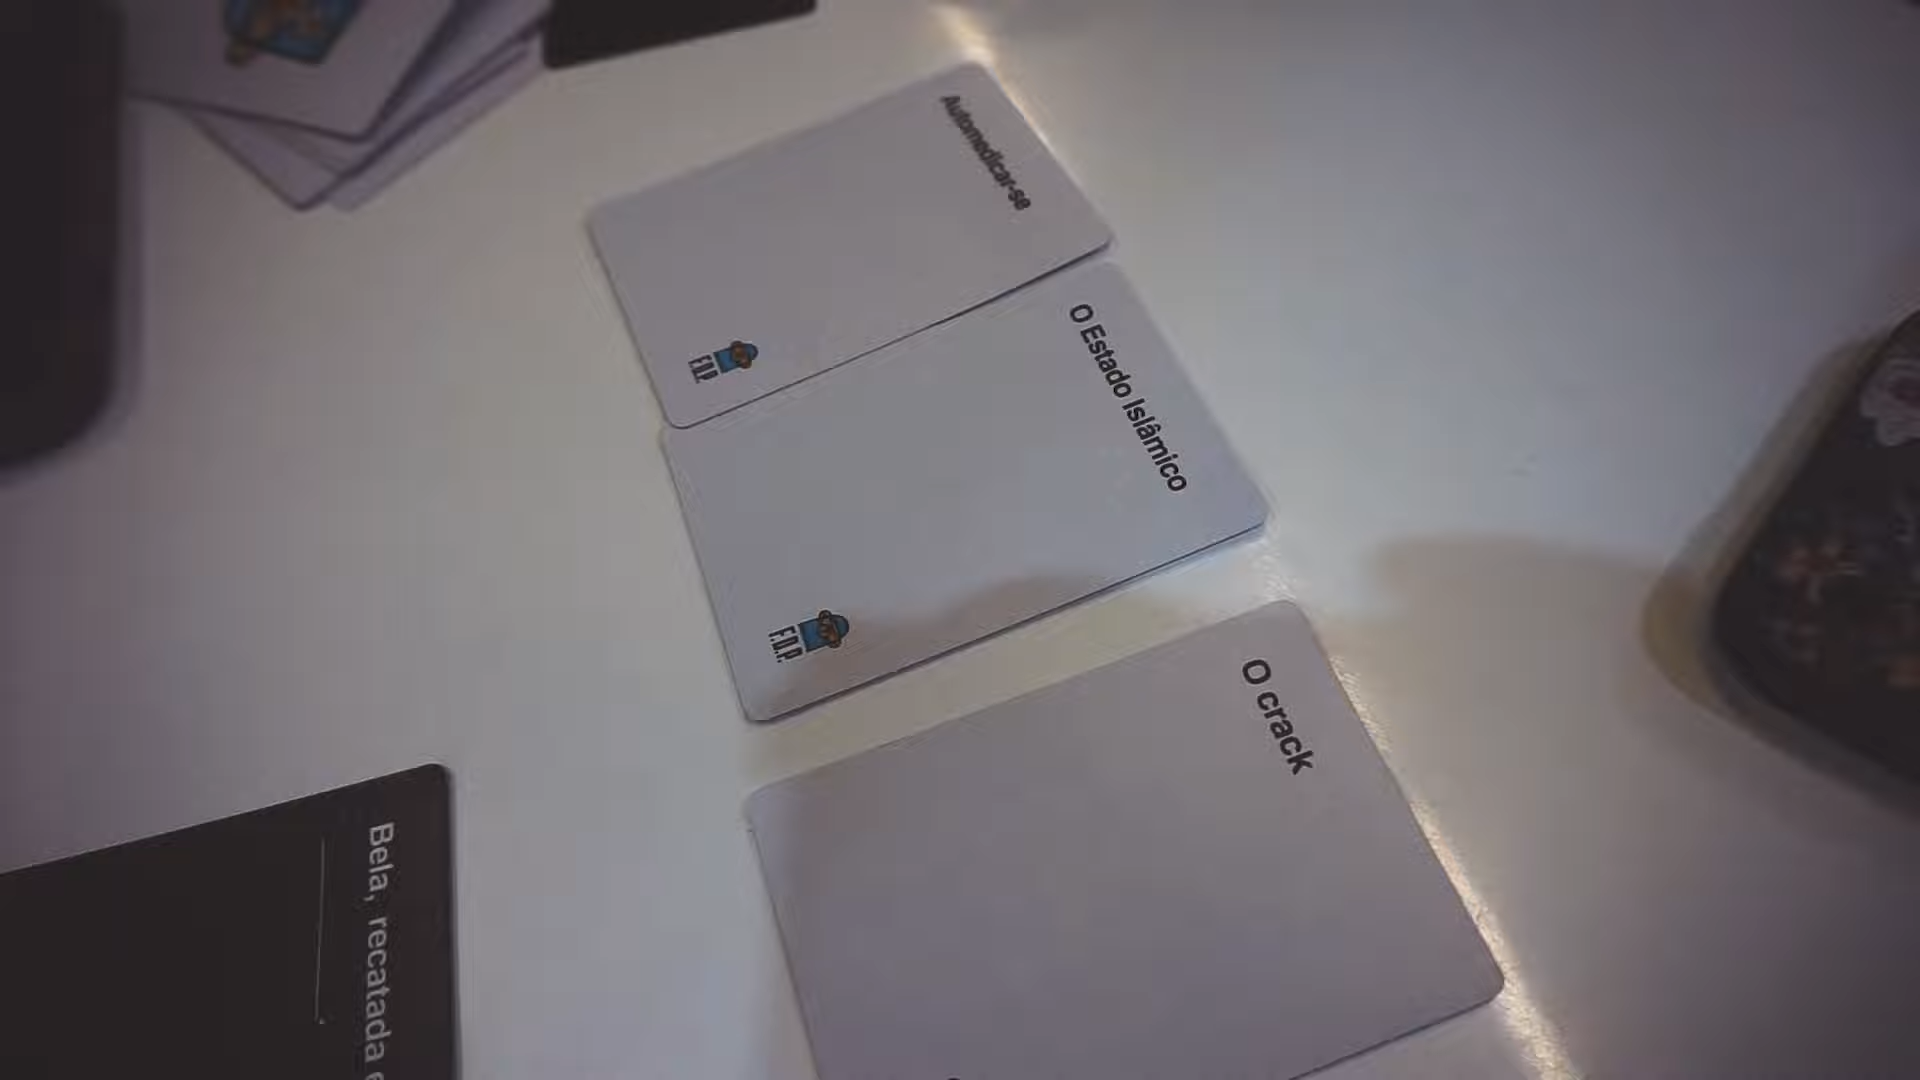 Automedicar-se
F.D.P.
O Estado Islâmico
F.D.P.
O crack
Bela, recatada e